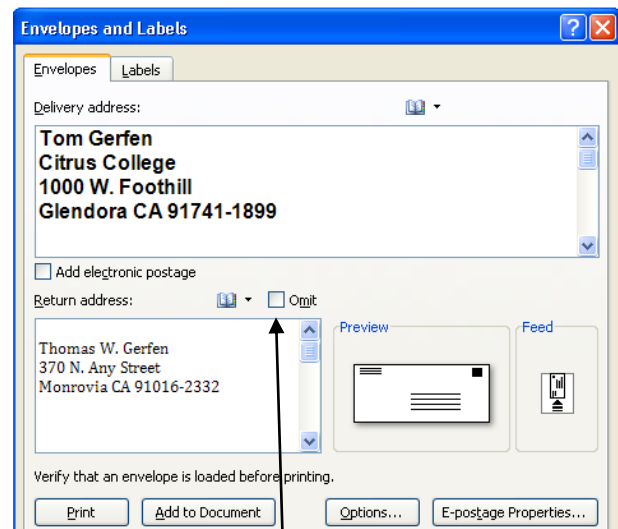 Envelopes and Labels
Envelopes Labels
Delivery address:
Tom Gerfen
Citrus College
1000 W. Foothill
Glendora CA 91741-1899
Add electronic postage
Return address: Omit
Thomas W. Gerfen
370 N. Any Street
Monrovia CA 91016-2332
Preview
Feed
Verify that an envelope is loaded before printing.
Print Add to Document Options... E-postage Properties...